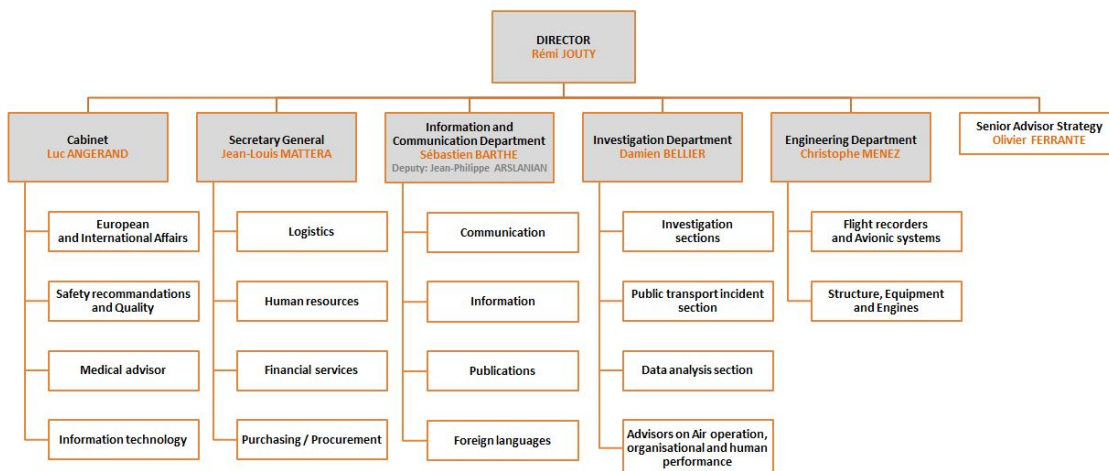 DIRECTOR
Rémi JOUTY
Cabinet
Luc ANGERAND
Secretary General
Jean-Louis MATTERA
Information and
Communication Department
Sébastien BARTHE
Deputy: Jean-Philippe ARSLANIAN
Investigation Department
Damien BELLIER
Engineering Department
Christophe MENEZ
Senior Advisor Strategy
Olivier FERRANTE
European
and International Affairs
Safety recommandations
and Quality
Medical advisor
Information technology
Logistics
Human resources
Financial services
Purchasing / Procurement
Communication
Information
Publications
Foreign languages
Investigation
sections
Public transport incident
section
Data analysis section
Advisors on Air operation,
organisational and human
performance
Flight recorders
and Avionic systems
Structure, Equipment
and Engines